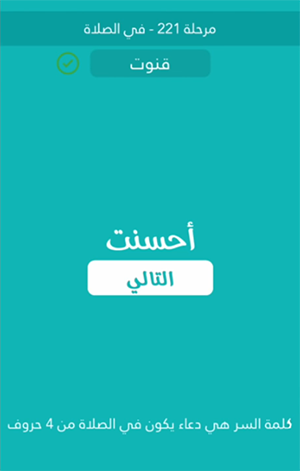 مرحلة 221 - في الصلاة
قنوت
أحسنت
التالي
كلمة السر هي دعاء يكون في الصلاة من 4 حروف